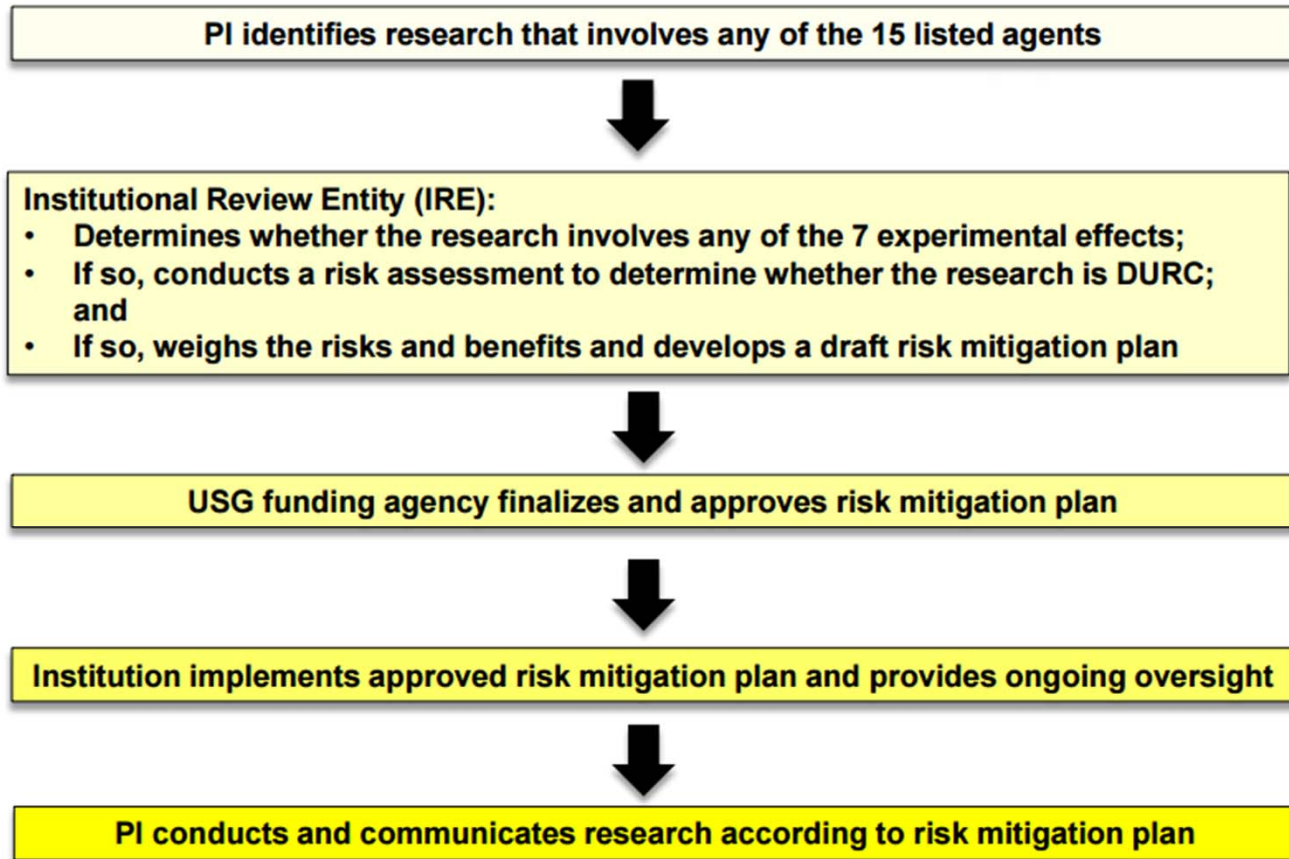 PI identifies research that involves any of the 15 listed agents
Institutional Review Entity (IRE):
• Determines whether the research involves any of the 7 experimental effects;
• If so, conducts a risk assessment to determine whether the research is DURC;
and
• If so, weighs the risks and benefits and develops a draft risk mitigation plan
USG funding agency finalizes and approves risk mitigation plan
Institution implements approved risk mitigation plan and provides ongoing oversight
PI conducts and communicates research according to risk mitigation plan